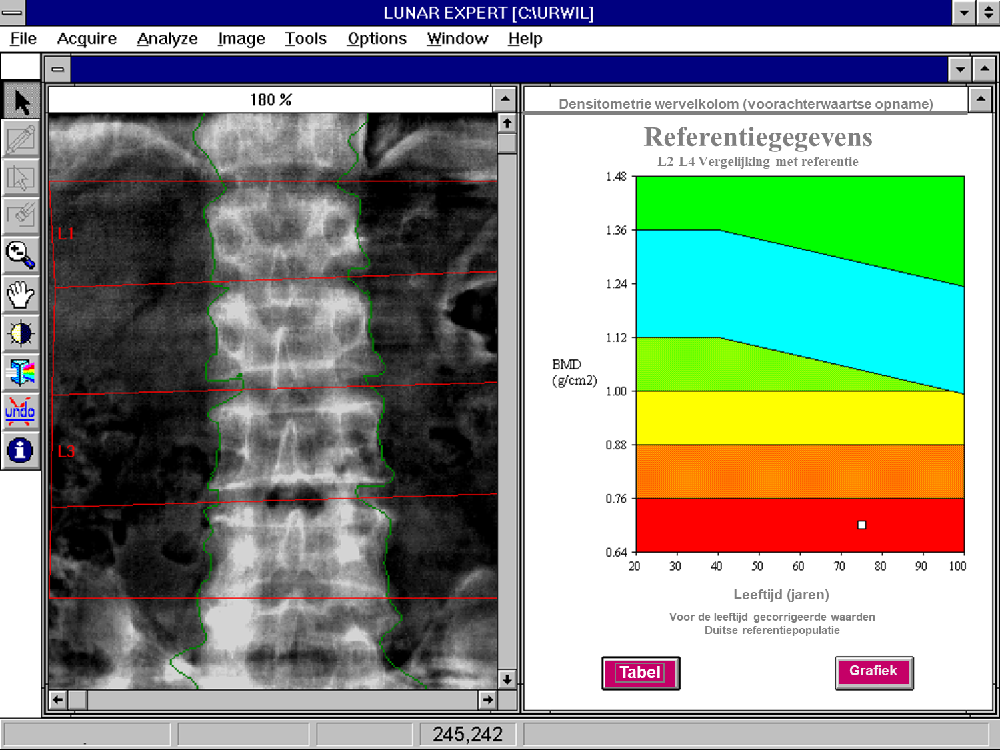 LUNAR EXPERT [C:\URWIL]
File Acquire Analyze Image Tools Options Window Help
180 %
L1
L3
undo
Densitometrie wervelkolom (voorachterwaartse opname)
Referentiegegevens
L2-L4 Vergelijking met referentie
1.48
1.36
1.24
1.12
BMD
(g/cm2)
1.00
0.88
0.76
0.64
20 30 40 50 60 70 80 90 100
Leeftijd (jaren)
Voor de leeftijd gecorrigeerde waarden
Duitse referentiepopulatie
Tabel Grafiek
245,242